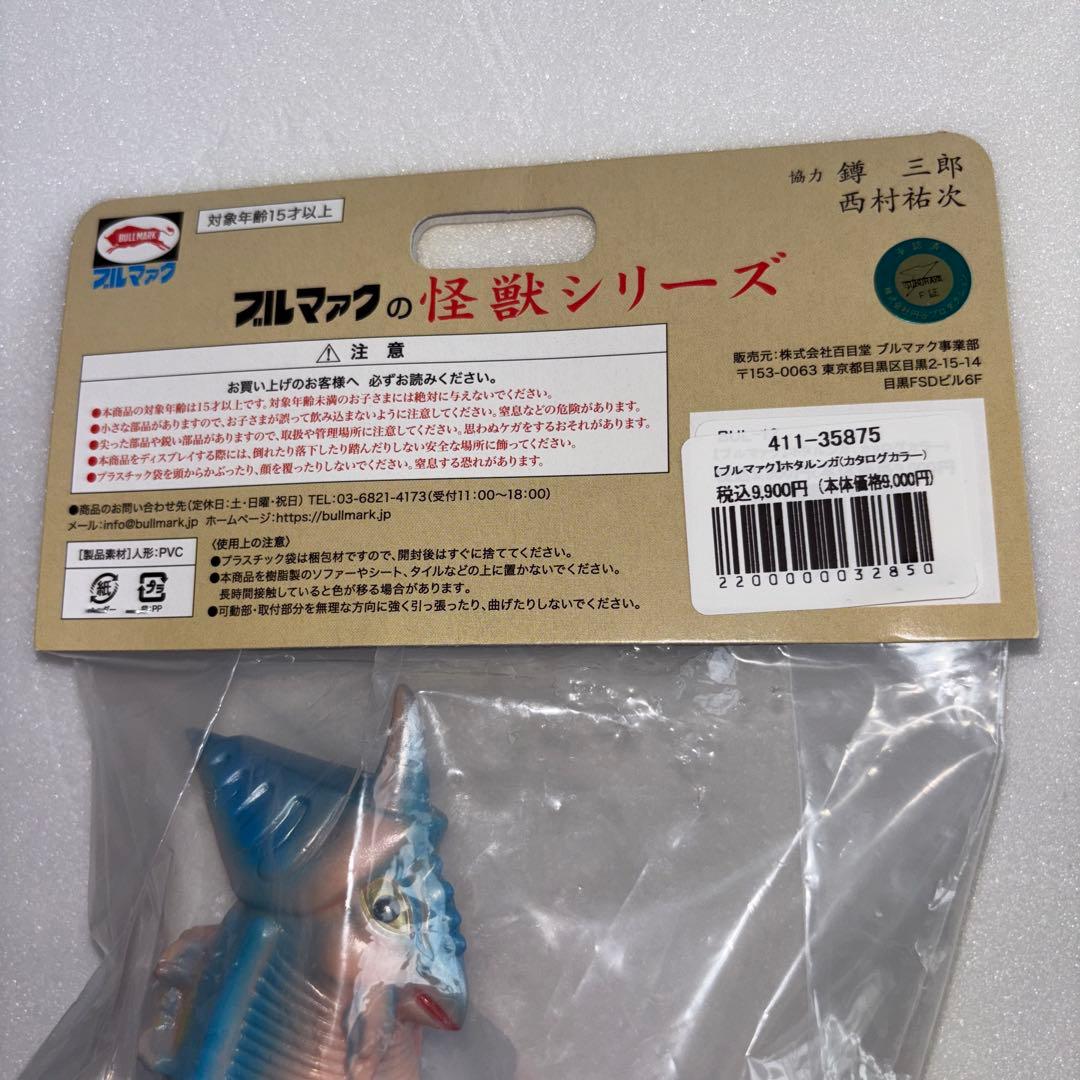 協力 鐏 三郎
西村祐次
BULLMARK
ブルマァク
対象年齢15才以上
ブルマァクの怪獣シリーズ
⚠ 注意
お買い上げのお客様へ 必ずお読みください。
●本商品の対象年齢は15才以上です。対象年齢未満のお子さまには絶対に与えないでください。
●小さな部品がありますので、お子さまが誤って飲み込まないように注意してください。窒息などの危険があります。
●尖った部品や鋭い部品がありますので、取扱や管理場所に注意してください。思わぬケガをするおそれがあります。
●本商品をディスプレイする際には、倒れたり落下したり踏んだりしない安全な場所に飾ってください。
●プラスチック袋を頭からかぶったり、顔を覆ったりしないでください。窒息する恐れがあります。
●商品のお問い合わせ先(定休日:土・日曜・祝日) TEL:03-6821-4173(受付11:00〜18:00)
メール:info@bullmark.jp ホームページ:https://bullmark.jp
[製品素材]人形:PVC
紙
プラ
:PP
〈使用上の注意〉
●プラスチック袋は梱包材ですので、開封後はすぐに捨ててください。
●本商品を樹脂製のソファーやシート、タイルなどの上に置かないでください。
長時間接触していると色が移る場合があります。
●可動部・取付部分を無理な方向に強く引っ張ったり、曲げたりしないでください。
承認済
TSUBURAYA
F証
株式会社円谷プロダクション
販売元:株式会社百目堂 ブルマァク事業部
〒153-0063 東京都目黒区目黒2-15-14
目黒FSDビル6F
411-35875
【ブルマァク】ホタルンガ(カタログカラー)
税込9,900円 (本体価格9,000円)
2200000032850